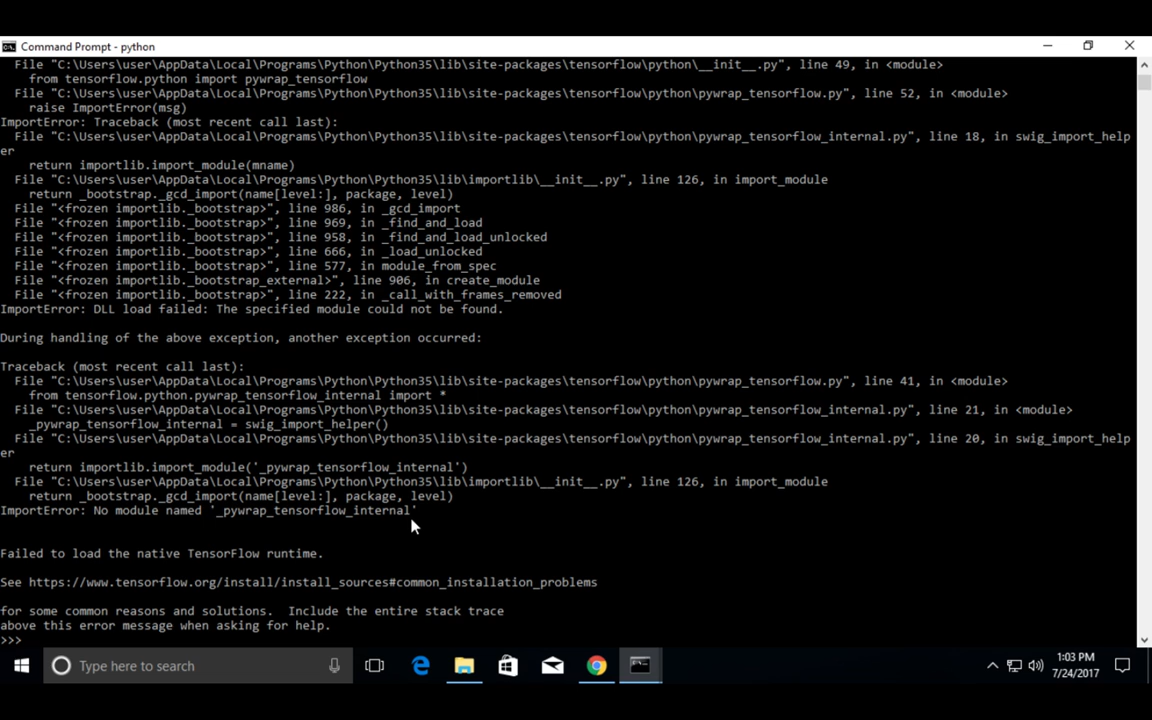 Command Prompt - python
File "C:\Users\user\AppData\Local\Programs\Python\Python35\lib\site-packages\tensorflow\python\__init__.py", line 49, in <module>
from tensorflow.python import pywrap_tensorflow
File "C:\Users\user\AppData\Local\Programs\Python\Python35\lib\site-packages\tensorflow\python\pywrap_tensorflow.py", line 52, in <module>
raise ImportError(msg)
ImportError: Traceback (most recent call last):
File "C:\Users\user\AppData\Local\Programs\Python\Python35\lib\site-packages\tensorflow\python\pywrap_tensorflow_internal.py", line 18, in swig_import_help
er
return importlib.import_module(mname)
File "C:\Users\user\AppData\Local\Programs\Python\Python35\lib\importlib\__init__.py", line 126, in import_module
return _bootstrap._gcd_import(name[level:], package, level)
File "<frozen importlib._bootstrap>", line 986, in _gcd_import
File "<frozen importlib._bootstrap>", line 969, in _find_and_load
File "<frozen importlib._bootstrap>", line 958, in _find_and_load_unlocked
File "<frozen importlib._bootstrap>", line 666, in _load_unlocked
File "<frozen importlib._bootstrap>", line 577, in module_from_spec
File "<frozen importlib._bootstrap_external>", line 906, in create_module
File "<frozen importlib._bootstrap>", line 222, in _call_with_frames_removed
ImportError: DLL load failed: The specified module could not be found.
During handling of the above exception, another exception occurred:
Traceback (most recent call last):
File "C:\Users\user\AppData\Local\Programs\Python\Python35\lib\site-packages\tensorflow\python\pywrap_tensorflow.py", line 41, in <module>
from tensorflow.python.pywrap_tensorflow_internal import *
File "C:\Users\user\AppData\Local\Programs\Python\Python35\lib\site-packages\tensorflow\python\pywrap_tensorflow_internal.py", line 21, in <module>
_pywrap_tensorflow_internal = swig_import_helper()
File "C:\Users\user\AppData\Local\Programs\Python\Python35\lib\site-packages\tensorflow\python\pywrap_tensorflow_internal.py", line 20, in swig_import_help
er
return importlib.import_module('_pywrap_tensorflow_internal')
File "C:\Users\user\AppData\Local\Programs\Python\Python35\lib\importlib\__init__.py", line 126, in import_module
return _bootstrap._gcd_import(name[level:], package, level)
ImportError: No module named '_pywrap_tensorflow_internal'
Failed to load the native TensorFlow runtime.
See https://www.tensorflow.org/install/install_sources#common_installation_problems
for some common reasons and solutions.  Include the entire stack trace
above this error message when asking for help.
>>>
Type here to search
1:03 PM
7/24/2017